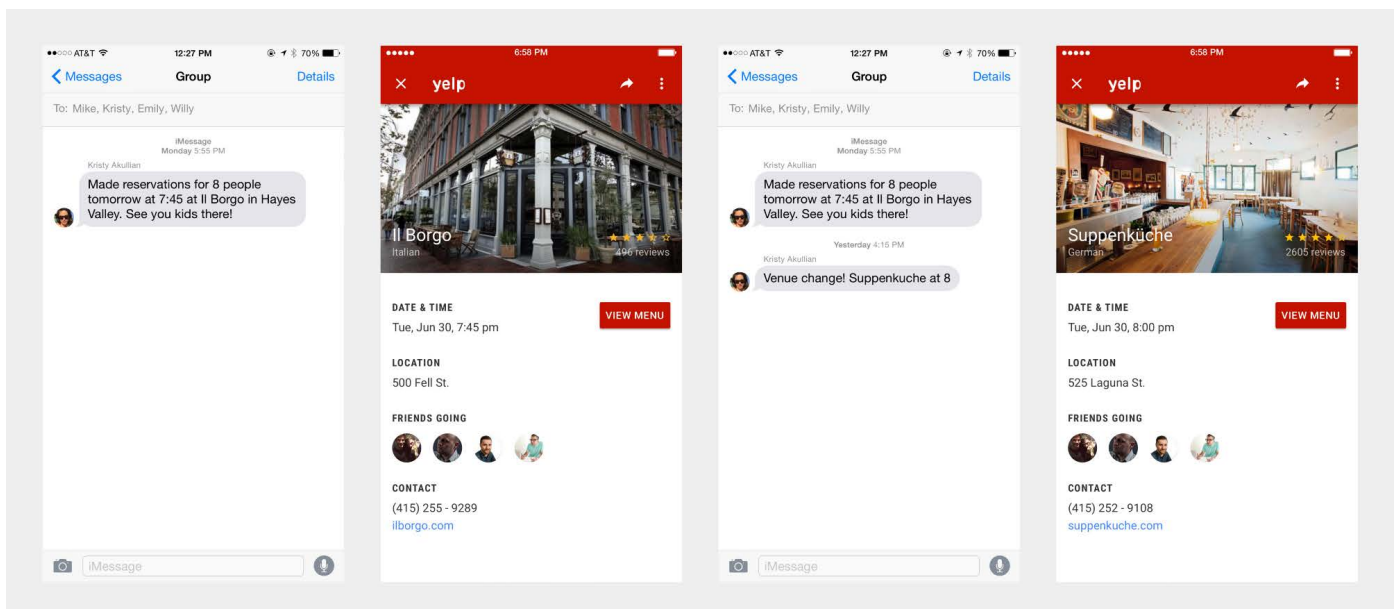 AT&T 12:27 PM 70%
Messages Group Details
To: Mike, Kristy, Emily, Willy
iMessage
Monday 5:55 PM
Kristy Akullian
Made reservations for 8 people
tomorrow at 7:45 at Il Borgo in Hayes
Valley. See you kids there!
iMessage
6:58 PM
yelp
Il Borgo
Italian
496 reviews
DATE & TIME
VIEW MENU
Tue, Jun 30, 7:45 pm
LOCATION
500 Fell St.
FRIENDS GOING
CONTACT
(415) 255 - 9289
ilborgo.com
AT&T 12:27 PM 70%
Messages Group Details
To: Mike, Kristy, Emily, Willy
iMessage
Monday 5:55 PM
Kristy Akullian
Made reservations for 8 people
tomorrow at 7:45 at Il Borgo in Hayes
Valley. See you kids there!
Yesterday 4:15 PM
Kristy Akullian
Venue change! Suppenkuche at 8
iMessage
6:58 PM
yelp
Suppenküche
German
2605 reviews
DATE & TIME
VIEW MENU
Tue, Jun 30, 8:00 pm
LOCATION
525 Laguna St.
FRIENDS GOING
CONTACT
(415) 252 - 9108
suppenkuche.com